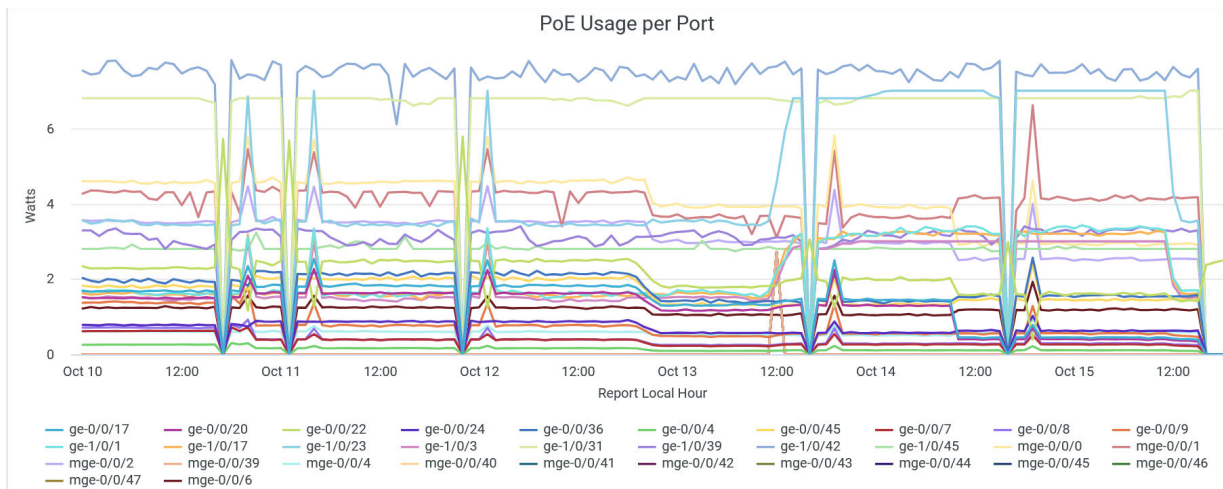 PoE Usage per Port
6
4
2
0
Watts
Oct 10 12:00 Oct 11 12:00 Oct 12 12:00 Oct 13 12:00 Oct 14 12:00 Oct 15 12:00
Report Local Hour
ge-0/0/17 ge-0/0/20 ge-0/0/22 ge-0/0/24 ge-0/0/36 ge-0/0/4 ge-0/0/45 ge-0/0/7 ge-0/0/8 ge-0/0/9
ge-1/0/1 ge-1/0/17 ge-1/0/23 ge-1/0/3 ge-1/0/31 ge-1/0/39 ge-1/0/42 ge-1/0/45 mge-0/0/0 mge-0/0/1
mge-0/0/2 mge-0/0/39 mge-0/0/4 mge-0/0/40 mge-0/0/41 mge-0/0/42 mge-0/0/43 mge-0/0/44 mge-0/0/45 mge-0/0/46
mge-0/0/47 mge-0/0/6